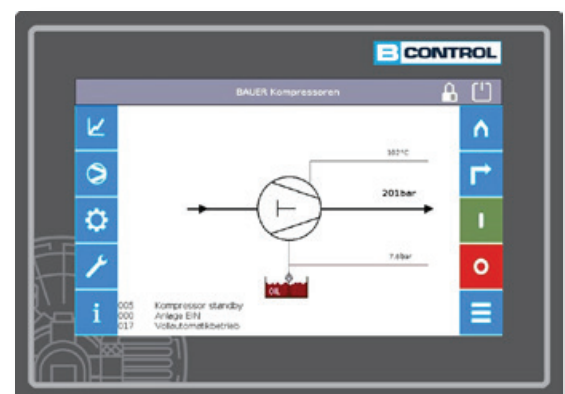 B CONTROL
BAUER Kompressoren
102°C
201bar
7.6bar
OIL
i
005 Kompressor standby
000 Anlage EIN
017 Vollautomatikbetrieb